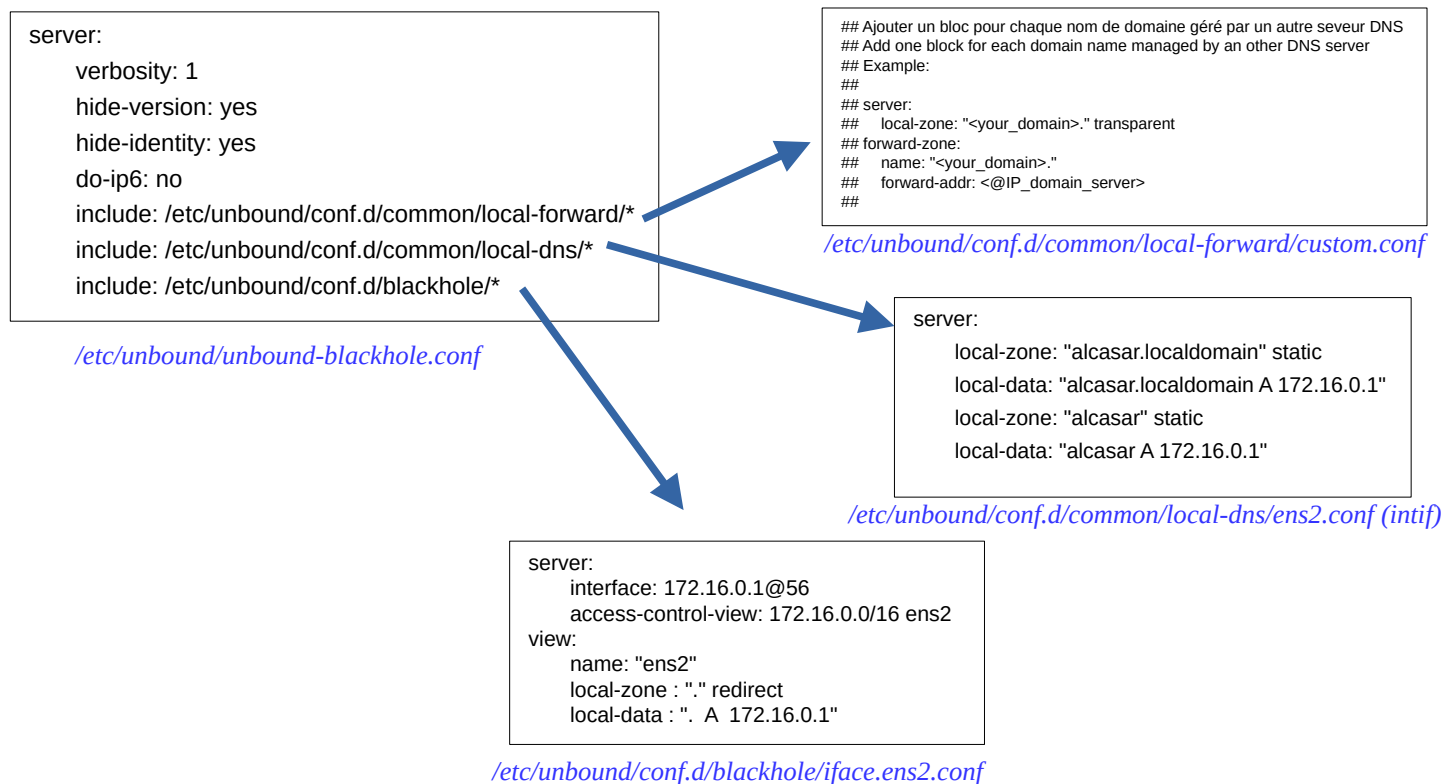 server:
verbosity: 1
hide-version: yes
hide-identity: yes
do-ip6: no
include: /etc/unbound/conf.d/common/local-forward/*
include: /etc/unbound/conf.d/common/local-dns/*
include: /etc/unbound/conf.d/blackhole/*
/etc/unbound/unbound-blackhole.conf
## Ajouter un bloc pour chaque nom de domaine géré par un autre seveur DNS
## Add one block for each domain name managed by an other DNS server
## Example:
##
## server:
## local-zone: "<your_domain>." transparent
## forward-zone:
## name: "<your_domain>."
## forward-addr: <@IP_domain_server>
##
/etc/unbound/conf.d/common/local-forward/custom.conf
server:
local-zone: "alcasar.localdomain" static
local-data: "alcasar.localdomain A 172.16.0.1"
local-zone: "alcasar" static
local-data: "alcasar A 172.16.0.1"
/etc/unbound/conf.d/common/local-dns/ens2.conf (intif)
server:
interface: 172.16.0.1@56
access-control-view: 172.16.0.0/16 ens2
view:
name: "ens2"
local-zone : "." redirect
local-data : ". A 172.16.0.1"
/etc/unbound/conf.d/blackhole/iface.ens2.conf